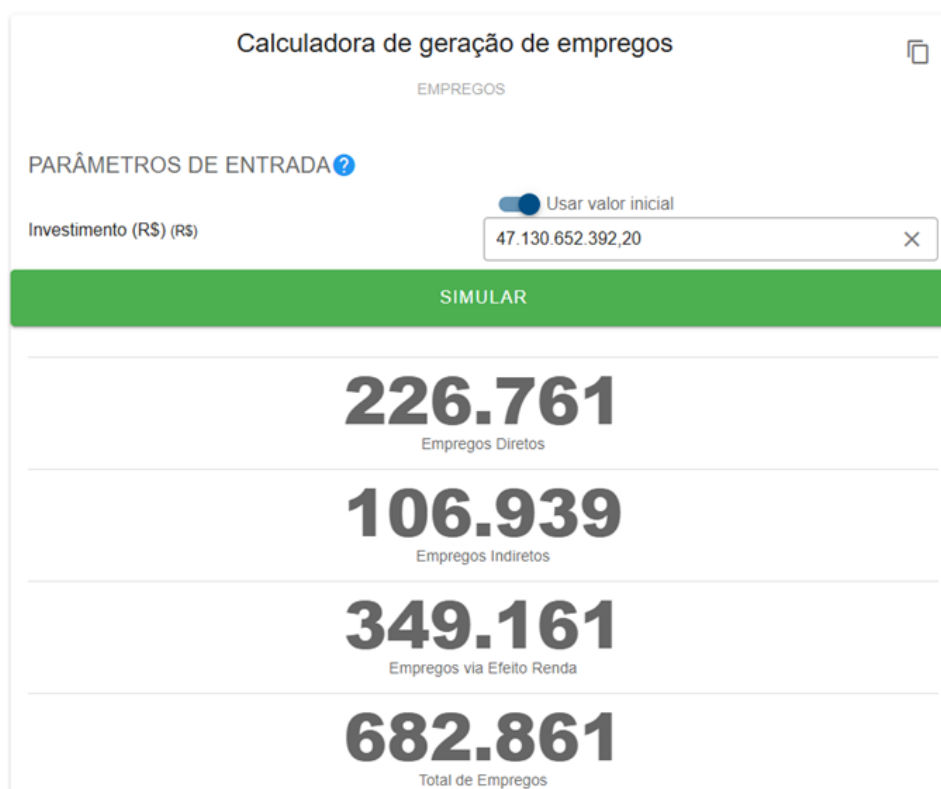 Calculadora de geração de empregos
EMPREGOS
PARÂMETROS DE ENTRADA?
Usar valor inicial
Investimento (R$) (R$)
47.130.652.392,20
SIMULAR
226.761
Empregos Diretos
106.939
Empregos Indiretos
349.161
Empregos via Efeito Renda
682.861
Total de Empregos